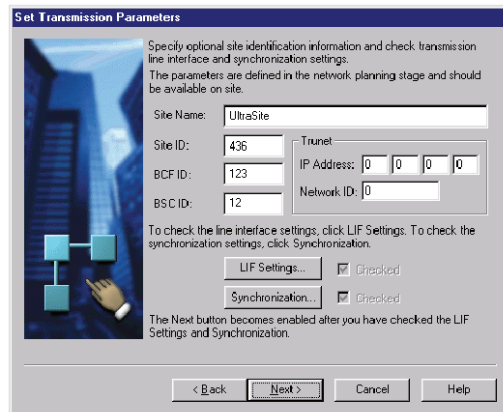 Set Transmission Parameters
Specify optional site identification information and check transmission
line interface and synchronization settings.
The parameters are defined in the network planning stage and should
be available on site.
Site Name: UltraSite
Site ID: 436
BCF ID: 123
BSC ID: 12
Trunet
IP Address: 0 0 0 0
Network ID: 0
To check the line interface settings, click LIF Settings. To check the
synchronization settings, click Synchronization.
LIF Settings... Checked
Synchronization... Checked
The Next button becomes enabled after you have checked the LIF
Settings and Synchronization.
< Back Next > Cancel Help